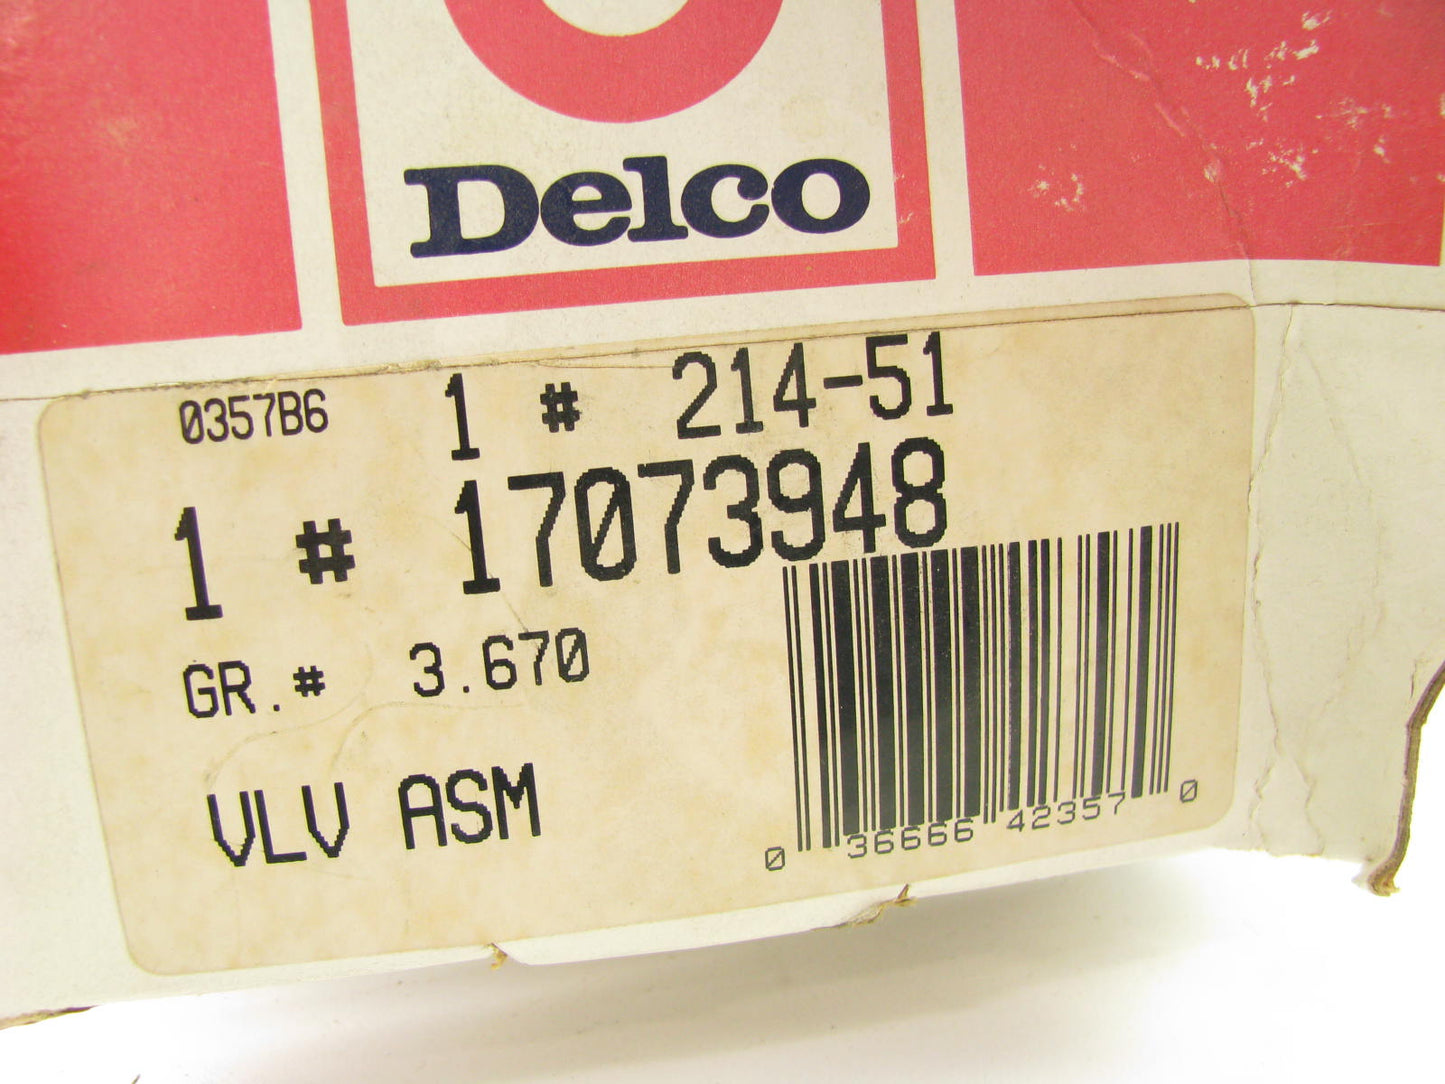 Delco
0357B6 1 # 214-51
1 # 17073948
GR.# 3.670
VLV ASM
0 36666 42357 0